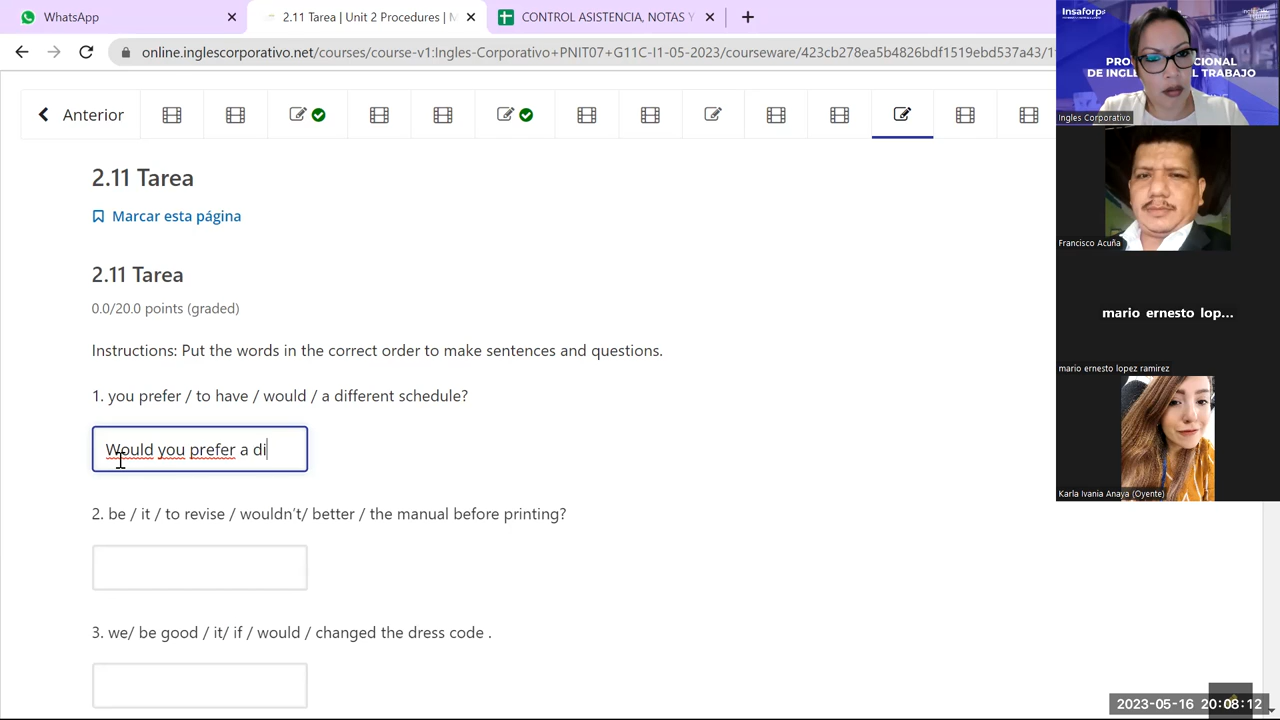 WhatsApp
2.11 Tarea | Unit 2 Procedures | M
CONTROL ASISTENCIA NOTAS
online.inglescorporativo.net/courses/course-v1:Ingles-Corporativo+PNIT07+G11C-I1-05-2023/courseware/423cb278ea5b4826bdf1519ebd537a43/1
Anterior
2.11 Tarea
Marcar esta página
2.11 Tarea
0.0/20.0 points (graded)
Instructions: Put the words in the correct order to make sentences and questions.
1. you prefer / to have / would / a different schedule?
Would you prefer a di
2. be / it / to revise / wouldn't/ better / the manual before printing?
3. we/ be good / it/ if / would / changed the dress code .
Insaforp
Ingles Corporativo
Francisco Acuña
mario ernesto lop...
mario ernesto lopez ramirez
Karla Ivania Anaya (Oyente)
2023-05-16 20:08:12